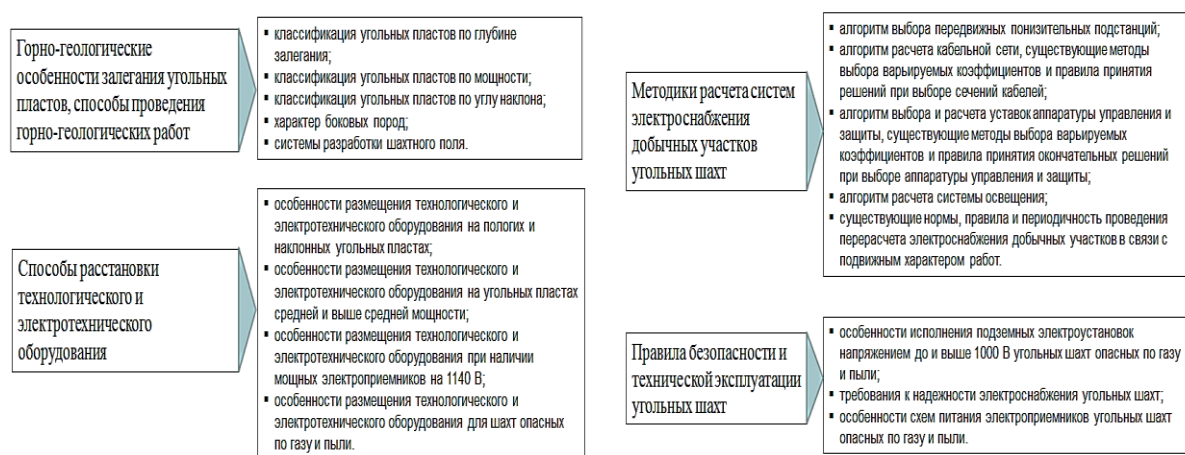 Горно-геологические
особенности залегания угольных
пластов, способы проведения
горно-геологических работ
▪ классификация угольных пластов по глубине
залегания;
▪ классификация угольных пластов по мощности;
▪ классификация угольных пластов по углу наклона;
▪ характер боковых пород;
▪ системы разработки шахтного поля.
Способы расстановки
технологического и
электротехнического
оборудования
▪ особенности размещения технологического и
электротехнического оборудования на пологих и
наклонных угольных пластах;
▪ особенности размещения технологического и
электротехнического оборудования на угольных пластах
средней и выше средней мощности;
▪ особенности размещения технологического и
электротехнического оборудования при наличии
мощных электроприемников на 1140 В;
▪ особенности размещения технологического и
электротехнического оборудования для шахт опасных
по газу и пыли.
Методики расчета систем
электроснабжения
добычных участков
угольных шахт
▪ алгоритм выбора передвижных понизительных подстанций;
▪ алгоритм расчета кабельной сети, существующие методы
выбора варьируемых коэффициентов и правила принятия
решений при выборе сечений кабелей;
▪ алгоритм выбора и расчета уставок аппаратуры управления и
защиты, существующие методы выбора варьируемых
коэффициентов и правила принятия окончательных решений
при выборе аппаратуры управления и защиты;
▪ алгоритм расчета системы освещения;
▪ существующие нормы, правила и периодичность проведения
перерасчета электроснабжения добычных участков в связи с
подвижным характером работ.
Правила безопасности и
технической эксплуатации
угольных шахт
▪ особенности исполнения подземных электроустановок
напряжением до и выше 1000 В угольных шахт опасных по газу
и пыли;
▪ требования к надежности электроснабжения угольных шахт;
▪ особенности схем питания электроприемников угольных шахт
опасных по газу и пыли.